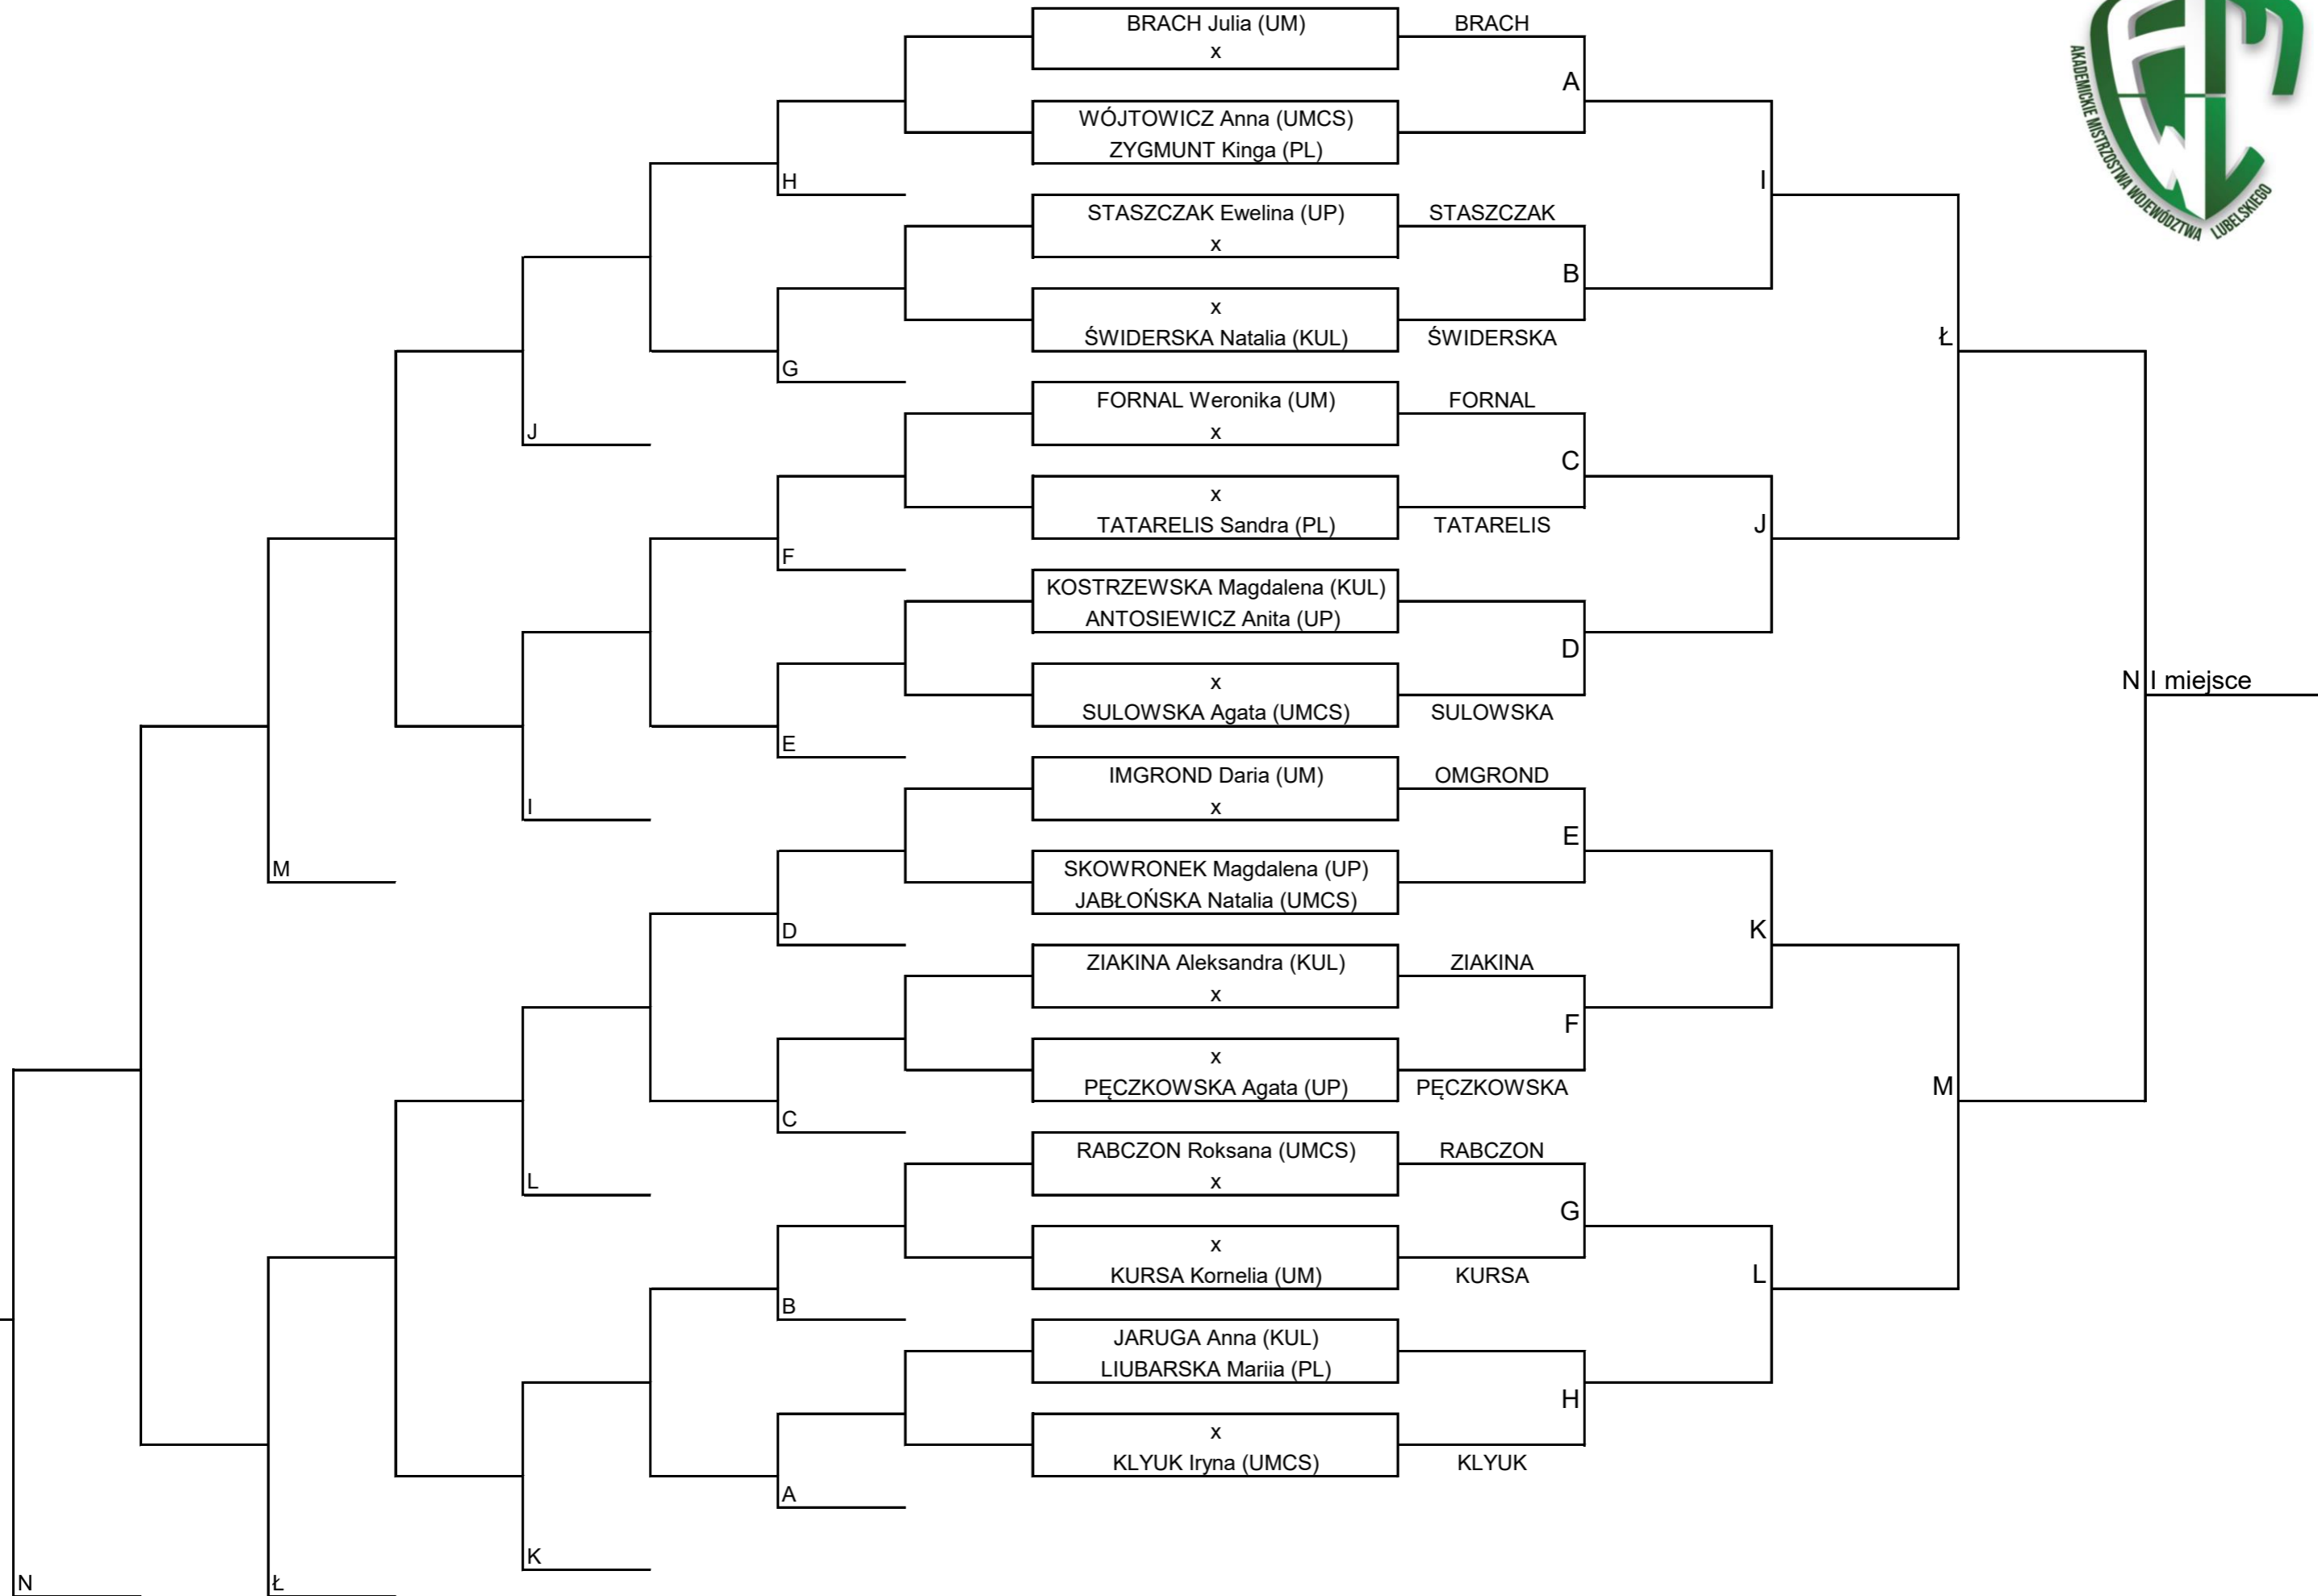 BRACH Julia (UM)
BRACH
x
A
WÓJTOWICZ Anna (UMCS)
ZYGMUNT Kinga (PL)
H
I
STASZCZAK Ewelina (UP)
STASZCZAK
x
B
x
ŚWIDERSKA Natalia (KUL)
ŚWIDERSKA
Ł
G
FORNAL Weronika (UM)
FORNAL
x
J
C
x
TATARELIS Sandra (PL)
TATARELIS
J
F
KOSTRZEWSKA Magdalena (KUL)
ANTOSIEWICZ Anita (UP)
D
x
N I miejsce
SULOWSKA Agata (UMCS)
SULOWSKA
E
IMGROND Daria (UM)
OMGROND
x
I
E
SKOWRONEK Magdalena (UP)
M
JABŁOŃSKA Natalia (UMCS)
D
K
ZIAKINA Aleksandra (KUL)
ZIAKINA
x
F
x
PĘCZKOWSKA Agata (UP)
PĘCZKOWSKA
M
C
RABCZON Roksana (UMCS)
RABCZON
x
L
G
x
KURSA Kornelia (UM)
KURSA
L
B
JARUGA Anna (KUL)
LIUBARSKA Mariia (PL)
H
x
KLYUK Iryna (UMCS)
KLYUK
A
K
N
Ł
AKADEMICKIE MISTRZOSTWA WOJEWÓDZTWA LUBELSKIEGO